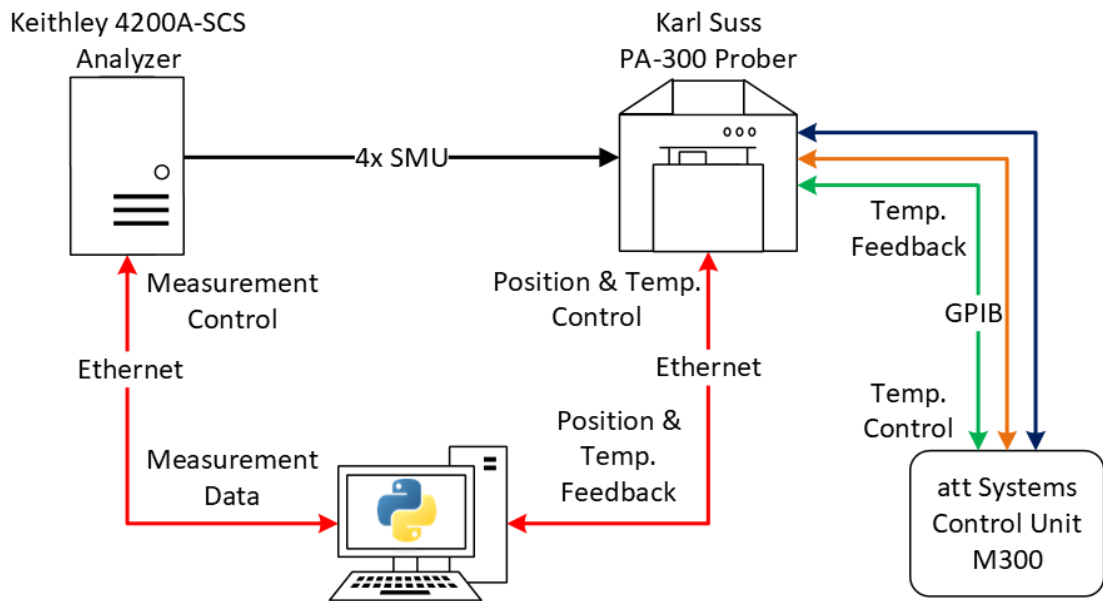 Keithley 4200A-SCS
Analyzer
Karl Suss
PA-300 Prober
4x SMU
Measurement
Control
Position & Temp.
Control
Temp.
Feedback
GPIB
Ethernet
Ethernet
Temp.
Control
Measurement
Data
Position &
Temp.
Feedback
att Systems
Control Unit
M300